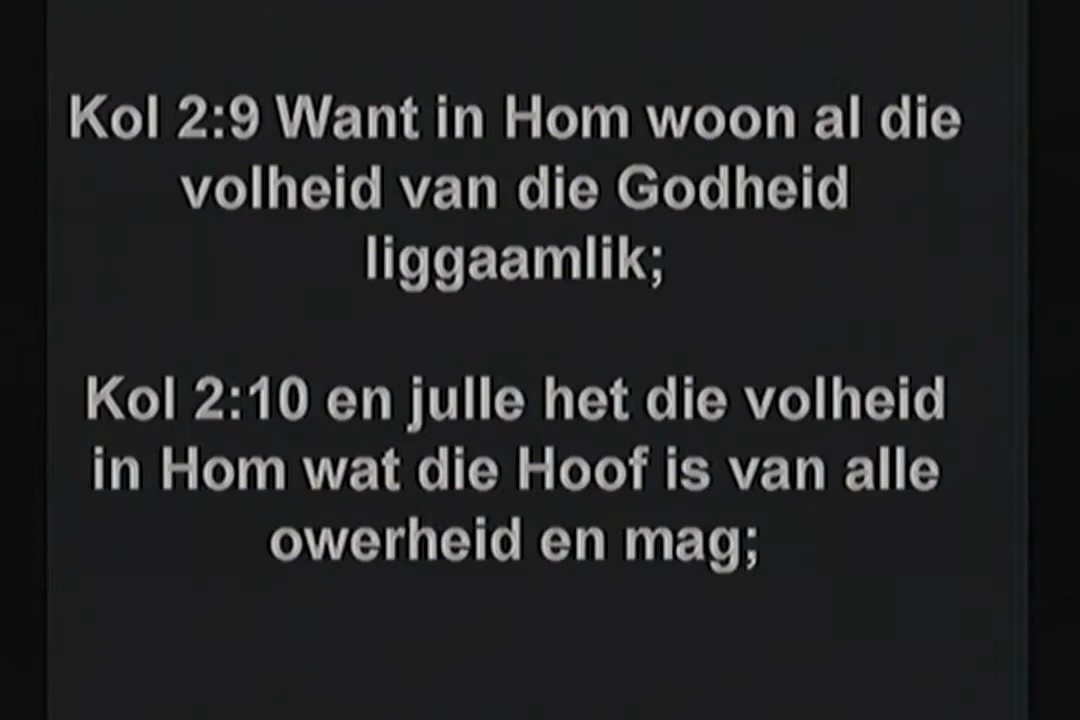 Kol 2:9 Want in Hom woon al die
volheid van die Godheid
liggaamlik;
Kol 2:10 en julle het die volheid
in Hom wat die Hoof is van alle
owerheid en mag;